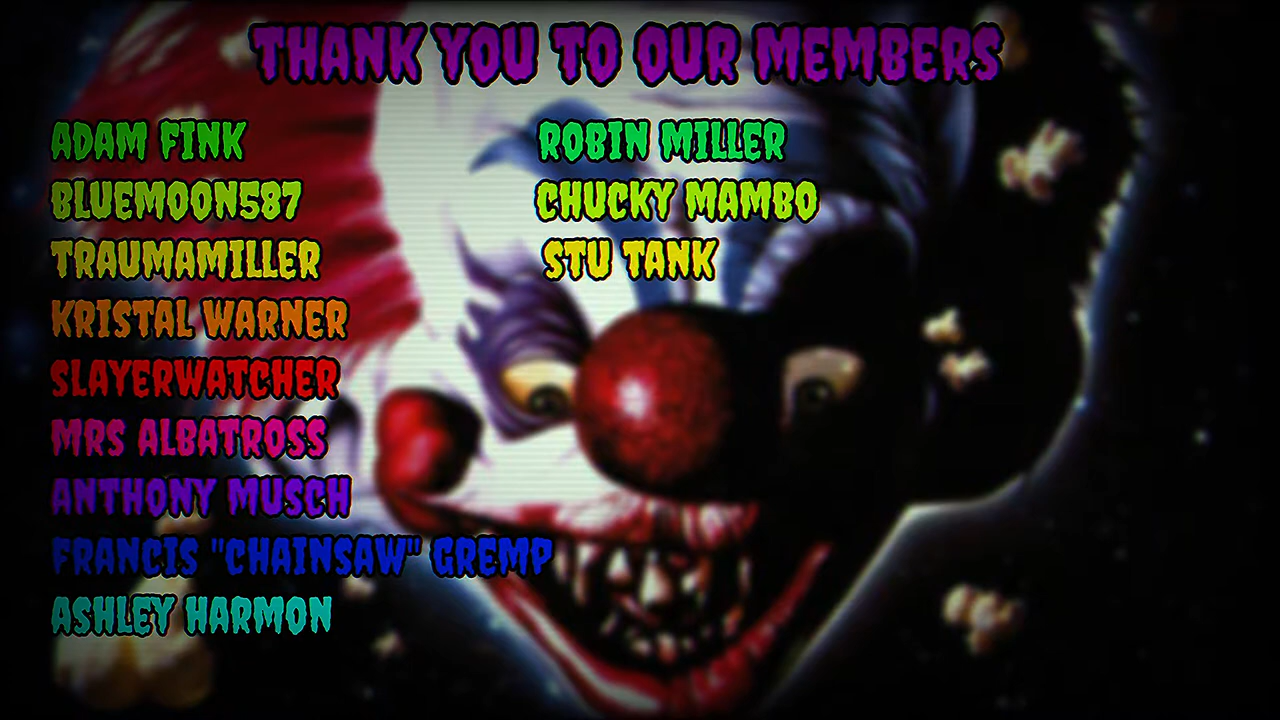 THANK YOU TO OUR MEMBERS
ADAM FINK
BLUEMOON587
TRAUMAMILLER
KRISTAL WARNER
SLAYERWATCHER
MRS ALBATROSS
ANTHONY MUSCH
FRANCIS "CHAINSAW" GREMP
ASHLEY HARMON
ROBIN MILLER
CHUCKY MAMBO
STU TANK